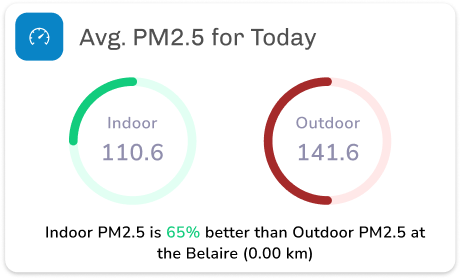 Avg. PM2.5 for Today
Indoor
110.6
Outdoor
141.6
Indoor PM2.5 is 65% better than Outdoor PM2.5 at
the Belaire (0.00 km)